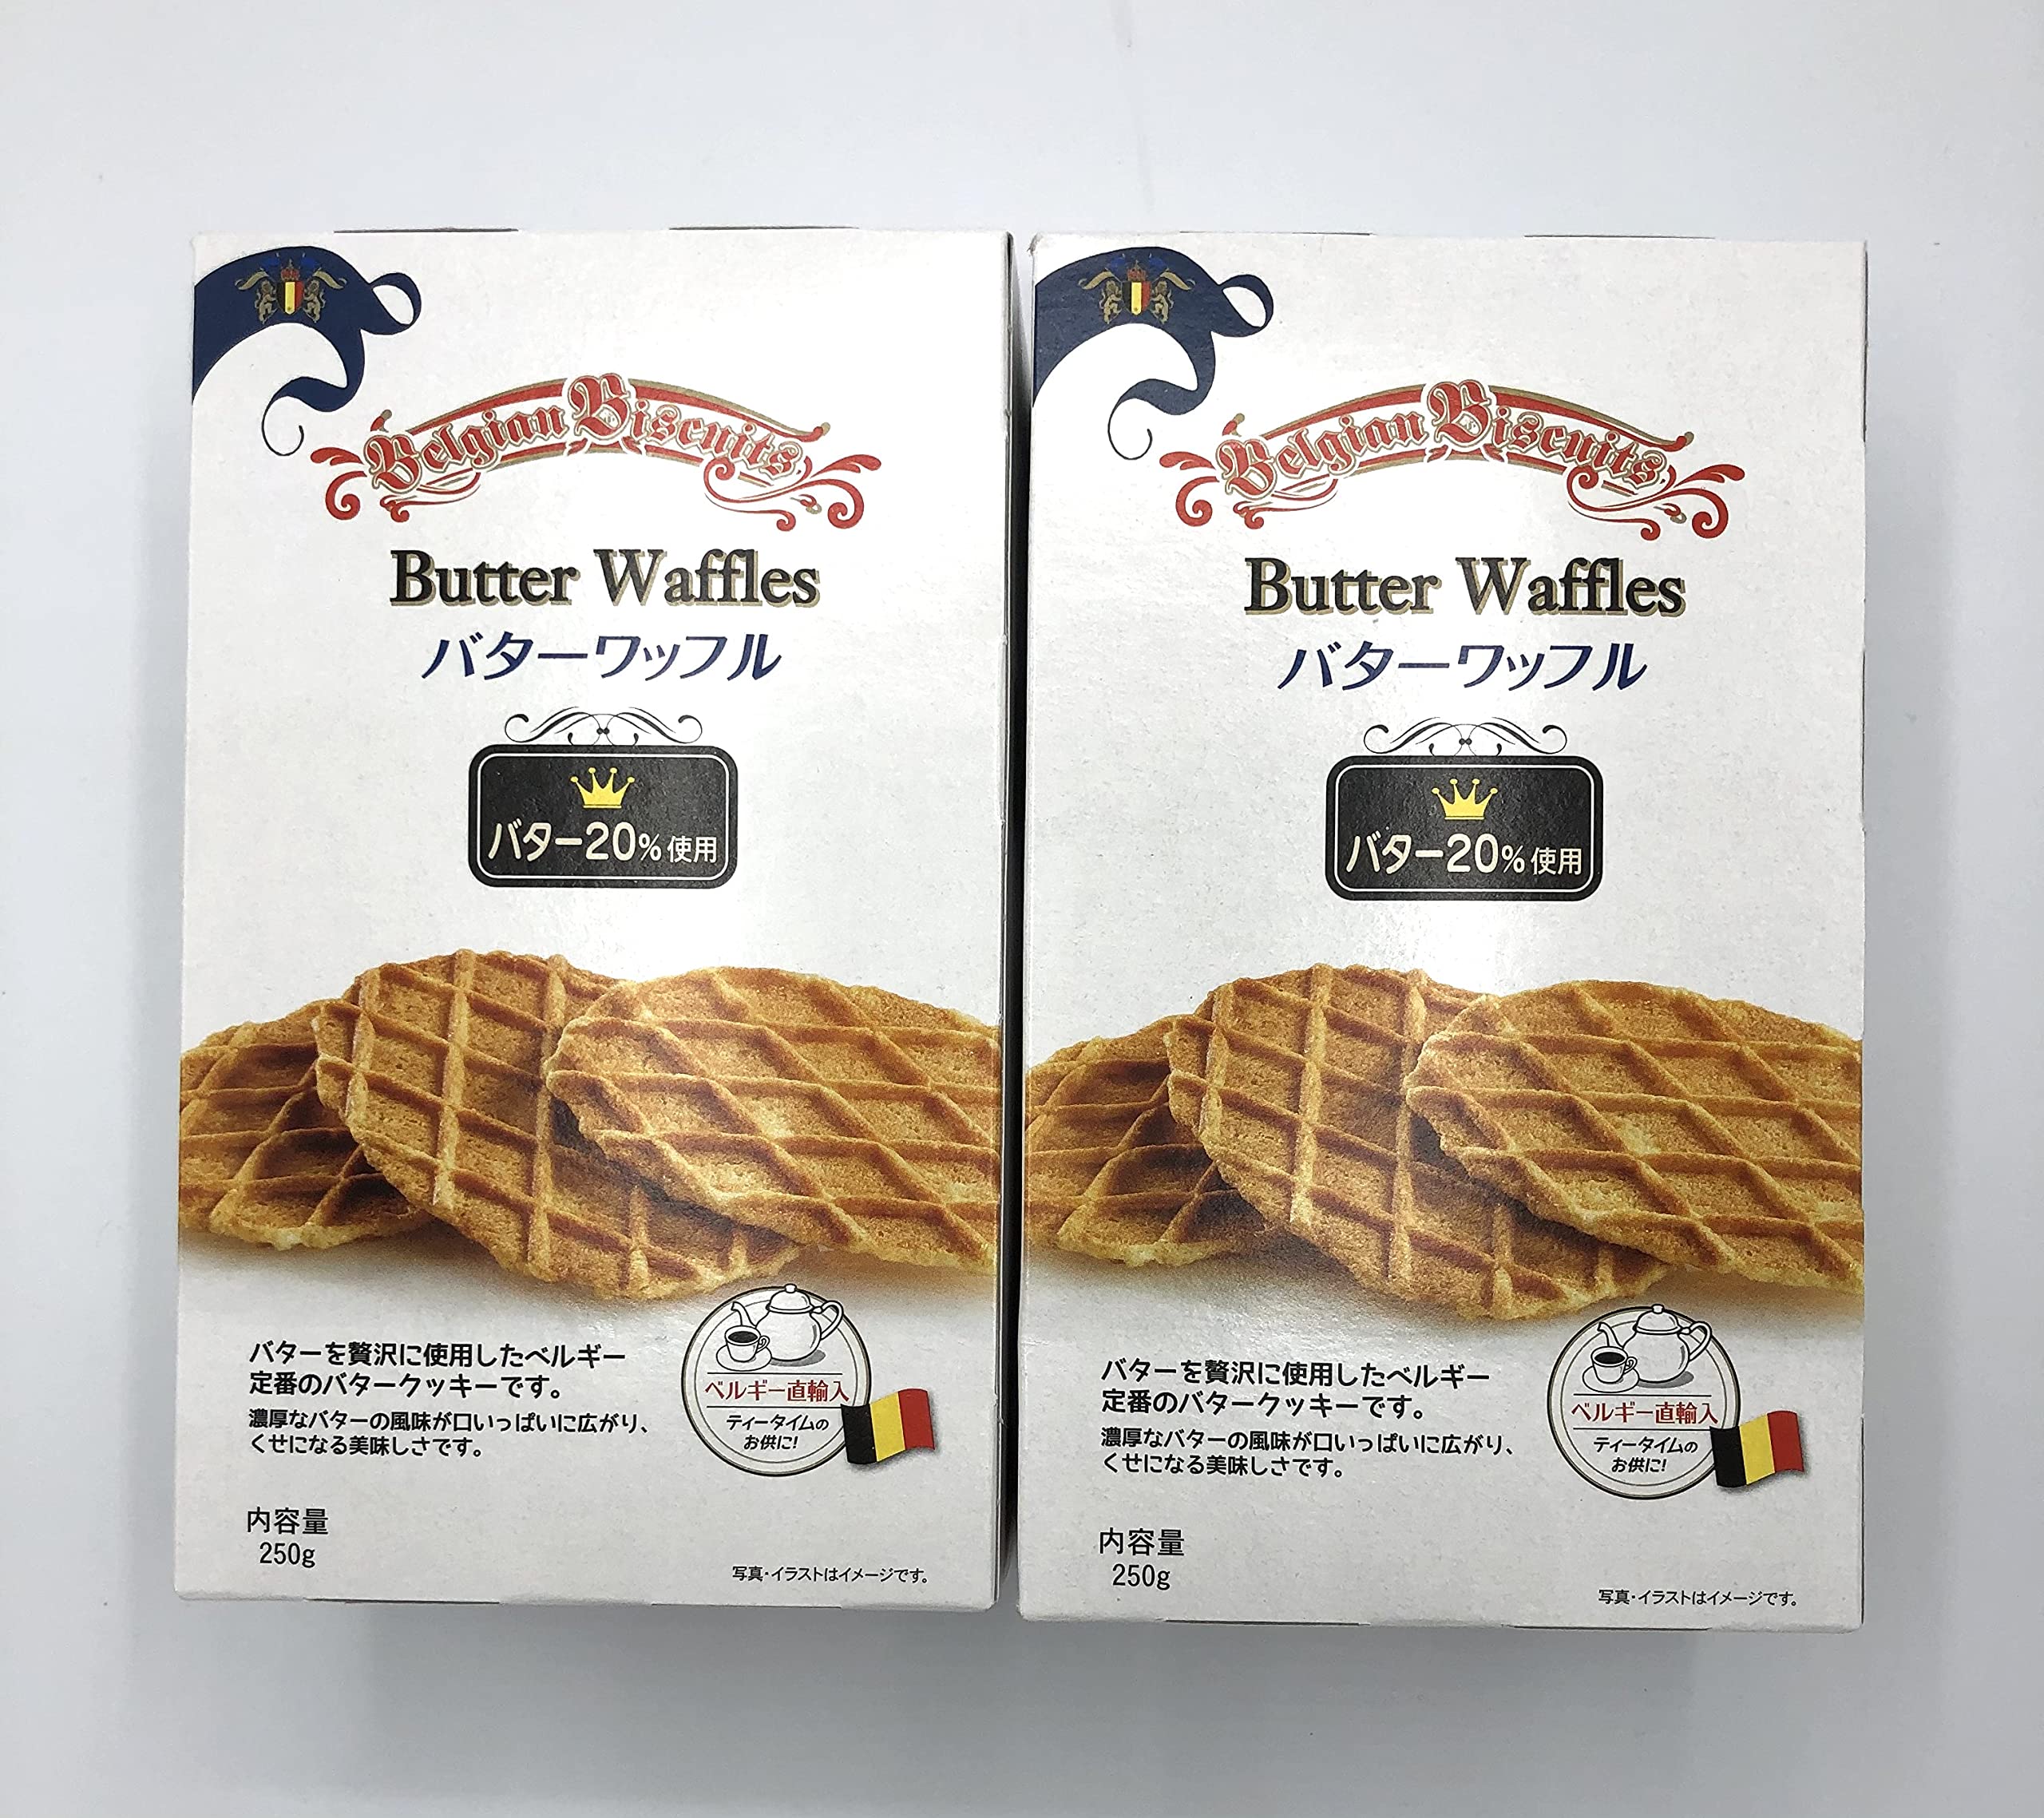 Belgian Biscuits
Butter Waffles
バターワッフル
バター20%使用
バターを贅沢に使用したベルギー
定番のバタークッキーです。
濃厚なバターの風味が口いっぱいに広がり、
くせになる美味しさです。
ベルギー直輸入
ティータイムの
お供に!
内容量
250g
写真・イラストはイメージです。
Belgian Biscuits
Butter Waffles
バターワッフル
バター20%使用
バターを贅沢に使用したベルギー
定番のバタークッキーです。
濃厚なバターの風味が口いっぱいに広がり、
くせになる美味しさです。
ベルギー直輸入
ティータイムの
お供に!
内容量
250g
写真・イラストはイメージです。